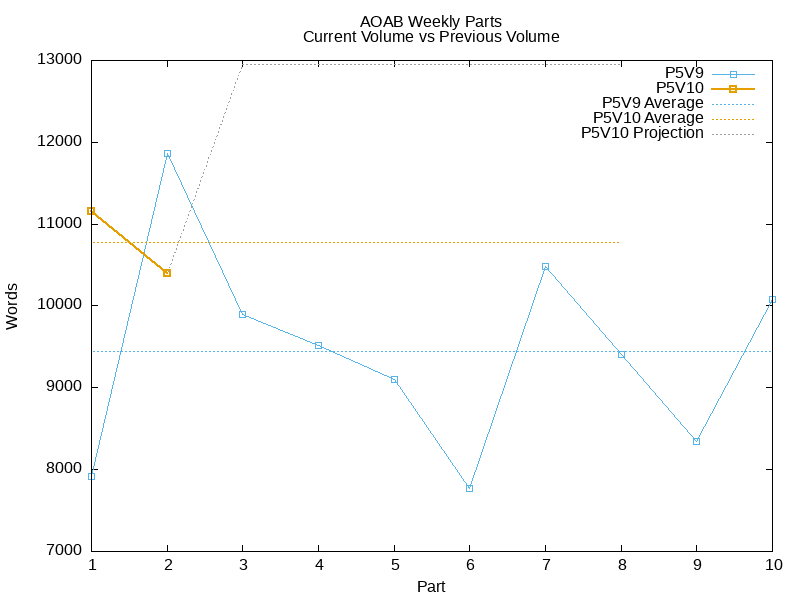 AOAB Weekly Parts
Current Volume vs Previous Volume
13000
12000
11000
10000
9000
8000
7000
Words
P5V9
P5V10
P5V9 Average
P5V10 Average
P5V10 Projection
1 2 3 4 5 6 7 8 9 10
Part